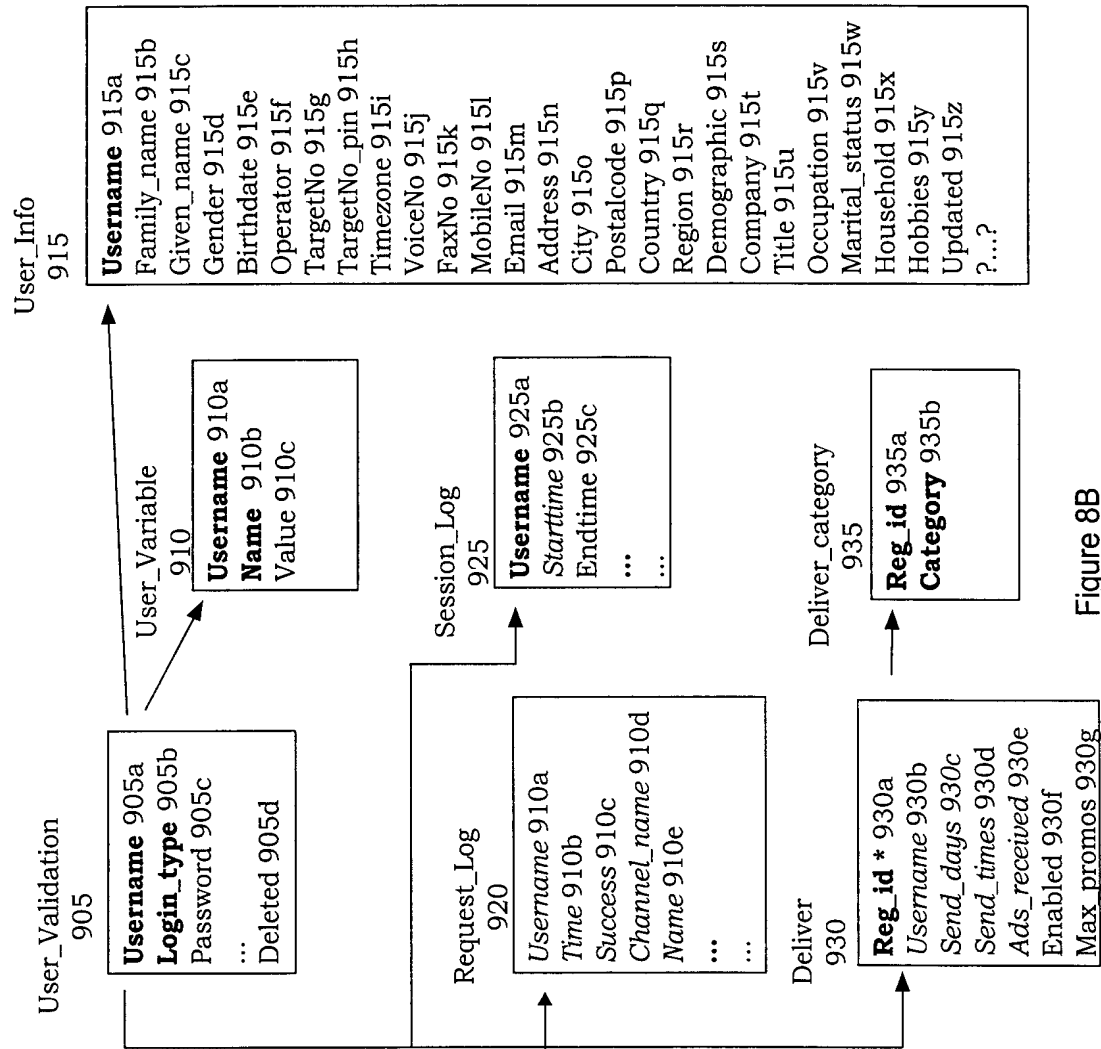 User_Validation
905
Username 905a
Login_type 905b
Password 905c
...
Deleted 905d
User_Variable
910
Username 910a
Name 910b
Value 910c
User_Info
915
Username 915a
Family_name 915b
Given_name 915c
Gender 915d
Birthdate 915e
Operator 915f
TargetNo 915g
TargetNo_pin 915h
Timezone 915i
VoiceNo 915j
FaxNo 915k
MobileNo 915l
Email 915m
Address 915n
City 915o
Postalcode 915p
Country 915q
Region 915r
Demographic 915s
Company 915t
Title 915u
Occupation 915v
Marital_status 915w
Household 915x
Hobbies 915y
Updated 915z
?...?
Request_Log
920
Username 910a
Time 910b
Success 910c
Channel_name 910d
Name 910e
...
...
Session_Log
925
Username 925a
Starttime 925b
Endtime 925c
...
...
Deliver
930
Reg_id * 930a
Username 930b
Send_days 930c
Send_times 930d
Ads_received 930e
Enabled 930f
Max_promos 930g
Deliver_category
935
Reg_id 935a
Category 935b
Figure 8B